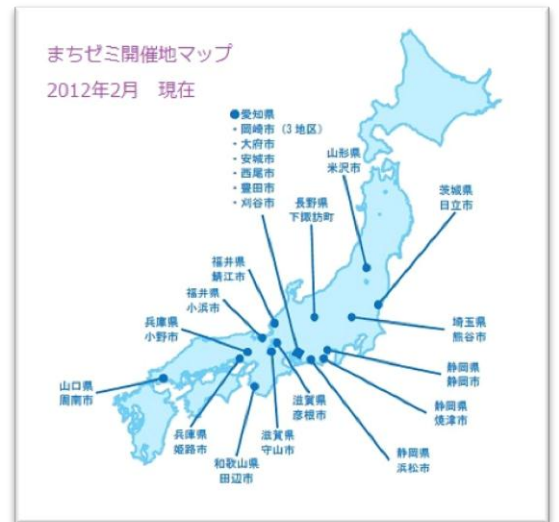 まちゼミ開催地マップ
2012年2月　現在
●愛知県
・岡崎市（3地区）
・大府市
・安城市
・西尾市
・豊田市
・刈谷市
山形県
米沢市
茨城県
日立市
長野県
下諏訪町
福井県
鯖江市
福井県
小浜市
兵庫県
小野市
埼玉県
熊谷市
静岡県
静岡市
山口県
周南市
滋賀県
彦根市
静岡県
焼津市
兵庫県
姫路市
滋賀県
守山市
静岡県
浜松市
和歌山県
田辺市